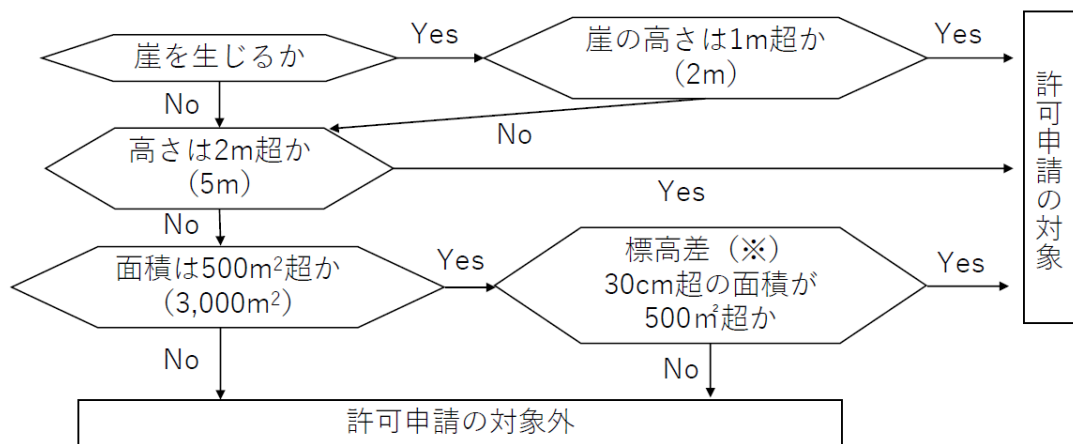 崖を生じるか
Yes
崖の高さは1m超か
（2m）
Yes
No
No
高さは2m超か
（5m）
Yes
No
面積は500m²超か
（3,000m²）
Yes
標高差（※）
30cm超の面積が
500㎡超か
Yes
No
No
許可申請の対象
許可申請の対象外